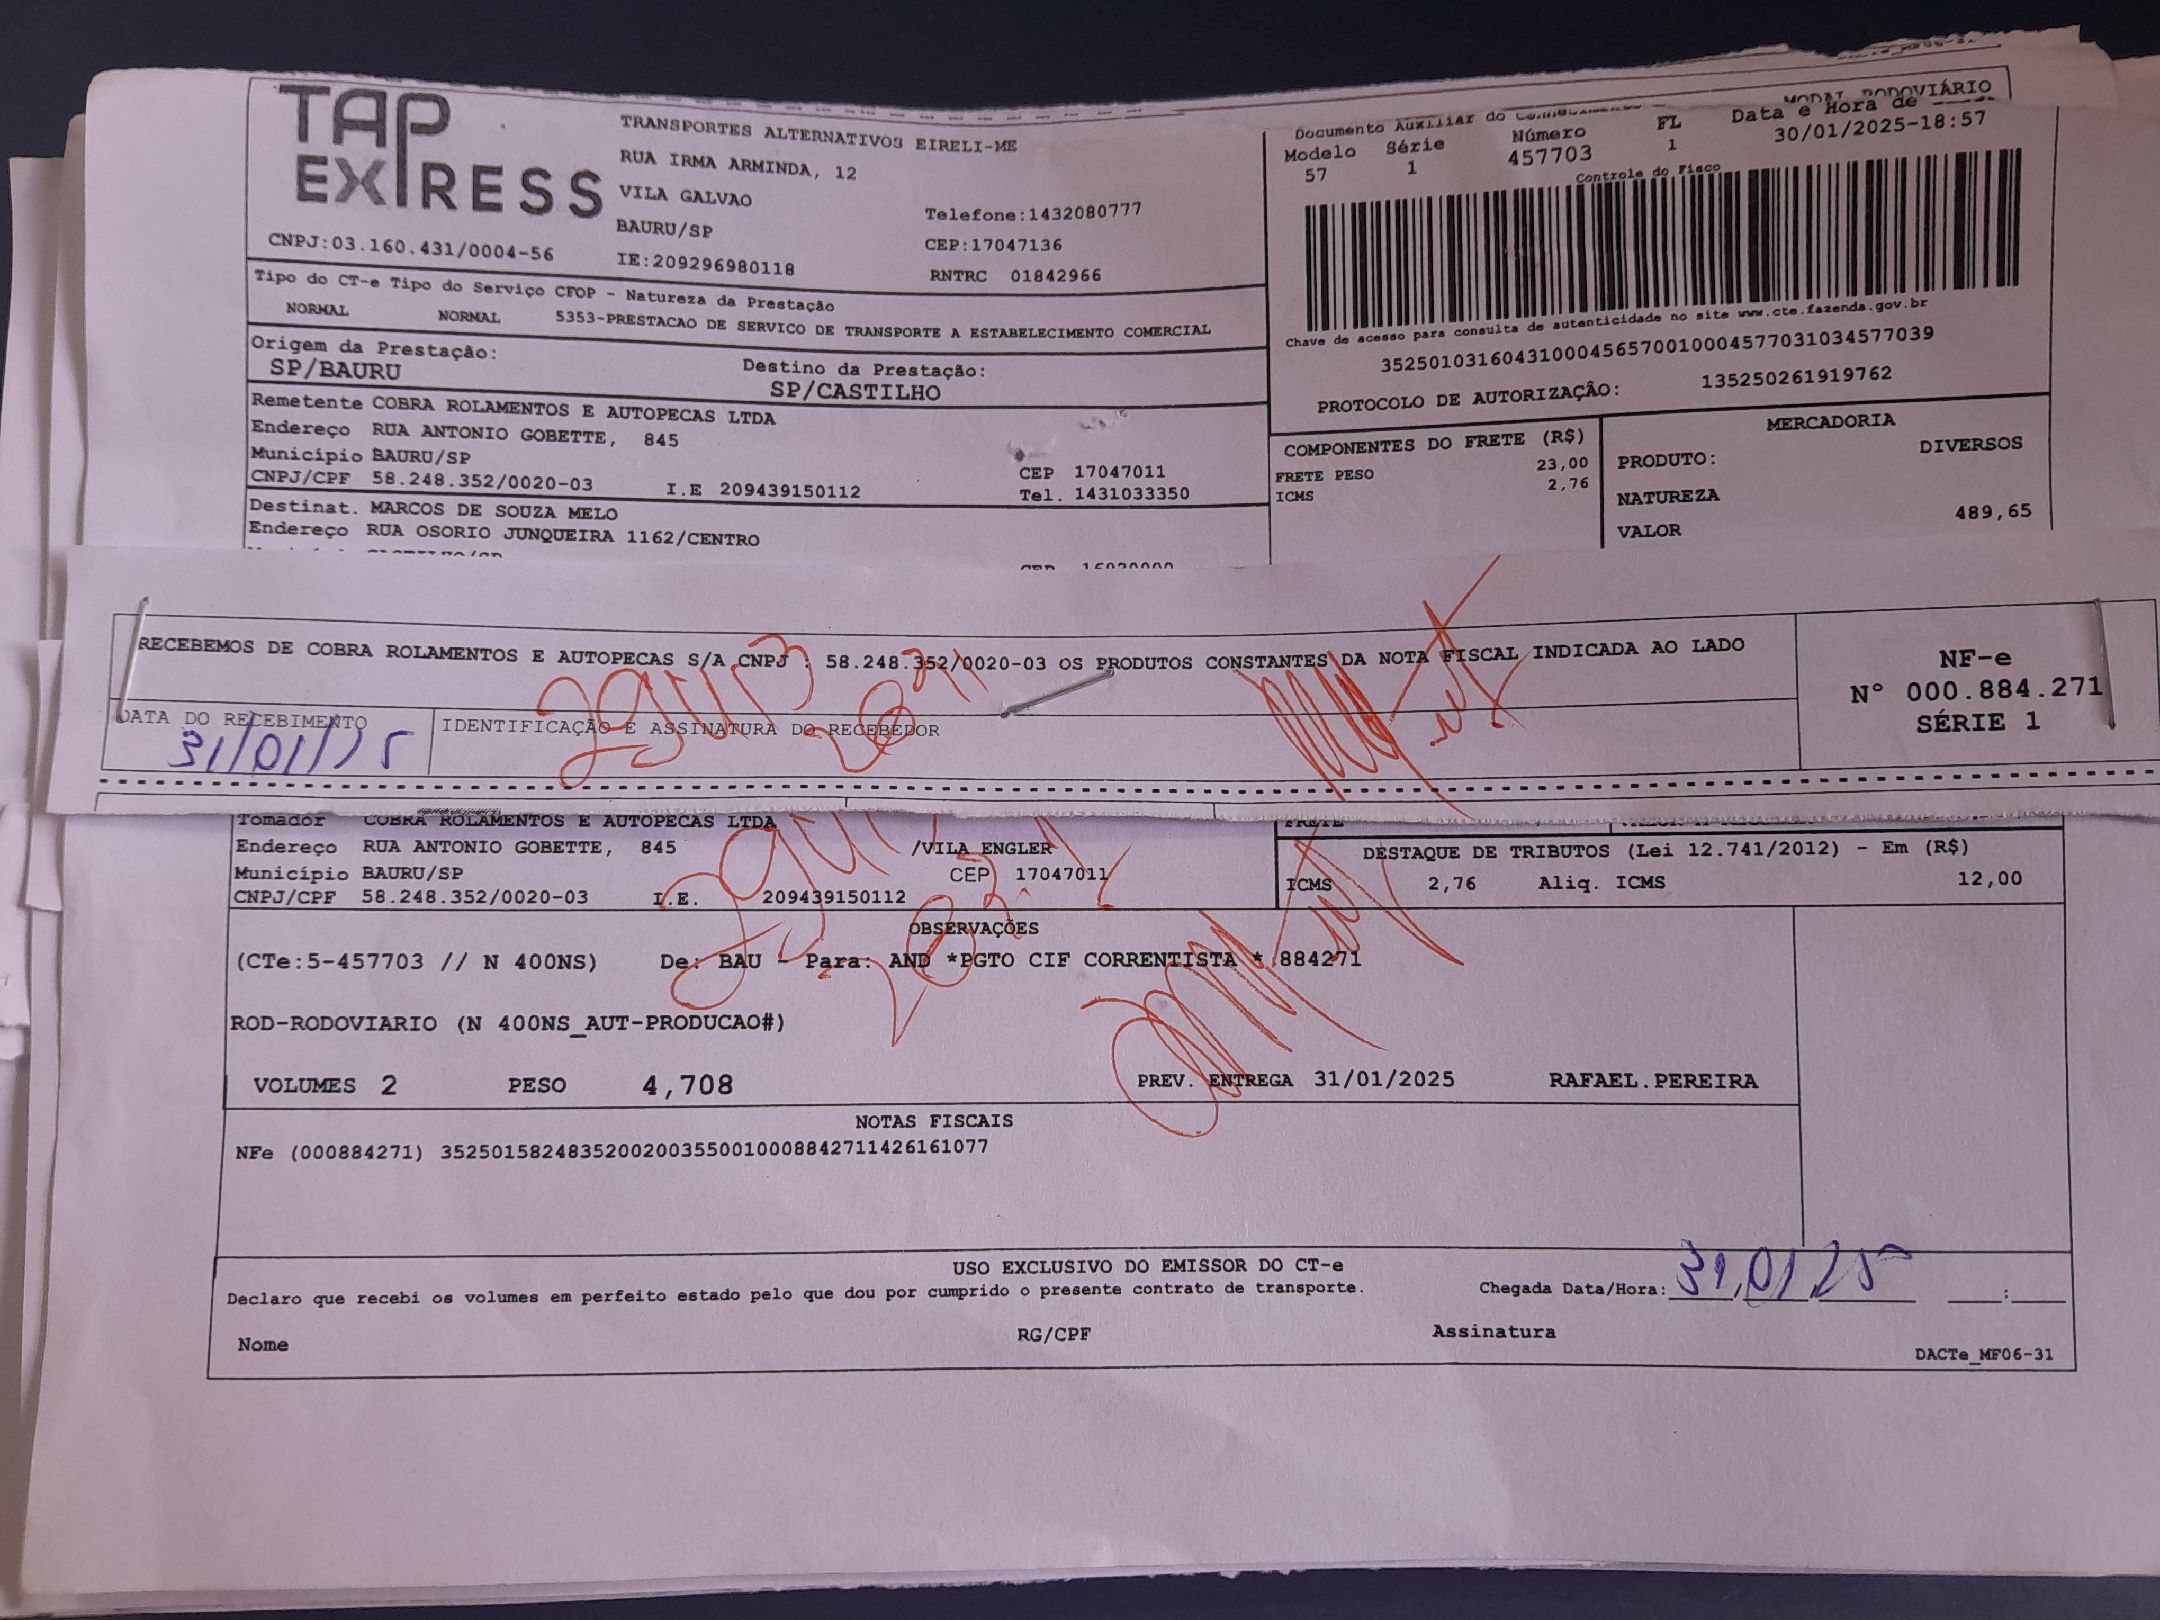 TAP EXPRESS
TRANSPORTES ALTERNATIVOS EIRELI-ME
RUA IRMA ARMINDA, 12
VILA GALVAO
BAURU/SP
Telefone:1432080777
CEP:17047136
CNPJ:03.160.431/0004-56
IE:209296980118
RNTRC 01842966
MODAL RODOVIÁRIO
Documento Auxiliar do
Modelo Série Número FL Data e Hora de
57 1 457703 1 30/01/2025-18:57
Controle do Fisco
Chave de acesso para consulta de autenticidade no site www.cte.fazenda.gov.br
35250103160431000456570010004577031034577039
PROTOCOLO DE AUTORIZAÇÂO: 135250261919762
Tipo do CT-e Tipo do Serviço CFOP - Natureza da Prestação
NORMAL NORMAL 5353-PRESTACAO DE SERVICO DE TRANSPORTE A ESTABELECIMENTO COMERCIAL
Origem da Prestação: Destino da Prestação:
SP/BAURU SP/CASTILHO
Remetente COBRA ROLAMENTOS E AUTOPECAS LTDA
Endereço RUA ANTONIO GOBETTE, 845
Município BAURU/SP CEP 17047011
CNPJ/CPF 58.248.352/0020-03 I.E 209439150112 Tel. 1431033350
Destinat. MARCOS DE SOUZA MELO
Endereço RUA OSORIO JUNQUEIRA 1162/CENTRO
COMPONENTES DO FRETE (R$)
FRETE PESO 23,00
ICMS 2,76
MERCADORIA
PRODUTO: DIVERSOS
NATUREZA
VALOR 489,65
RECEBEMOS DE COBRA ROLAMENTOS E AUTOPECAS S/A CNPJ : 58.248.352/0020-03 OS PRODUTOS CONSTANTES DA NOTA FISCAL INDICADA AO LADO
NF-e
Nº 000.884.271
SÉRIE 1
DATA DO RECEBIMENTO IDENTIFICAÇÃO E ASSINATURA DO RECEBEDOR
31/01/25
Tomador COBRA ROLAMENTOS E AUTOPECAS LTDA
Endereço RUA ANTONIO GOBETTE, 845 /VILA ENGLER
Município BAURU/SP CEP 17047011
CNPJ/CPF 58.248.352/0020-03 I.E. 209439150112
FRETE
DESTAQUE DE TRIBUTOS (Lei 12.741/2012) - Em (R$)
ICMS 2,76 Aliq. ICMS 12,00
OBSERVAÇÕES
(CTe:5-457703 // N 400NS) De: BAU - Para: AND *PGTO CIF CORRENTISTA * 884271
ROD-RODOVIARIO (N 400NS_AUT-PRODUCAO#)
VOLUMES 2 PESO 4,708 PREV. ENTREGA 31/01/2025 RAFAEL.PEREIRA
NOTAS FISCAIS
NFe (000884271) 35250158248352002003550010008842711426161077
USO EXCLUSIVO DO EMISSOR DO CT-e
Declaro que recebi os volumes em perfeito estado pelo que dou por cumprido o presente contrato de transporte. Chegada Data/Hora: 31/01/25 :
Nome RG/CPF Assinatura
DACTe_MF06-31